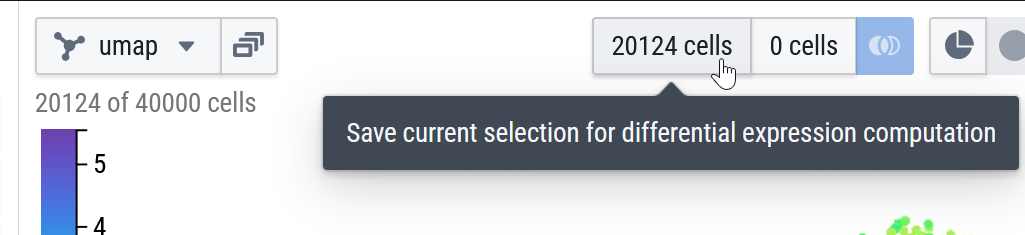 umap
20124 cells
0 cells
20124 of 40000 cells
Save current selection for differential expression computation
5
4